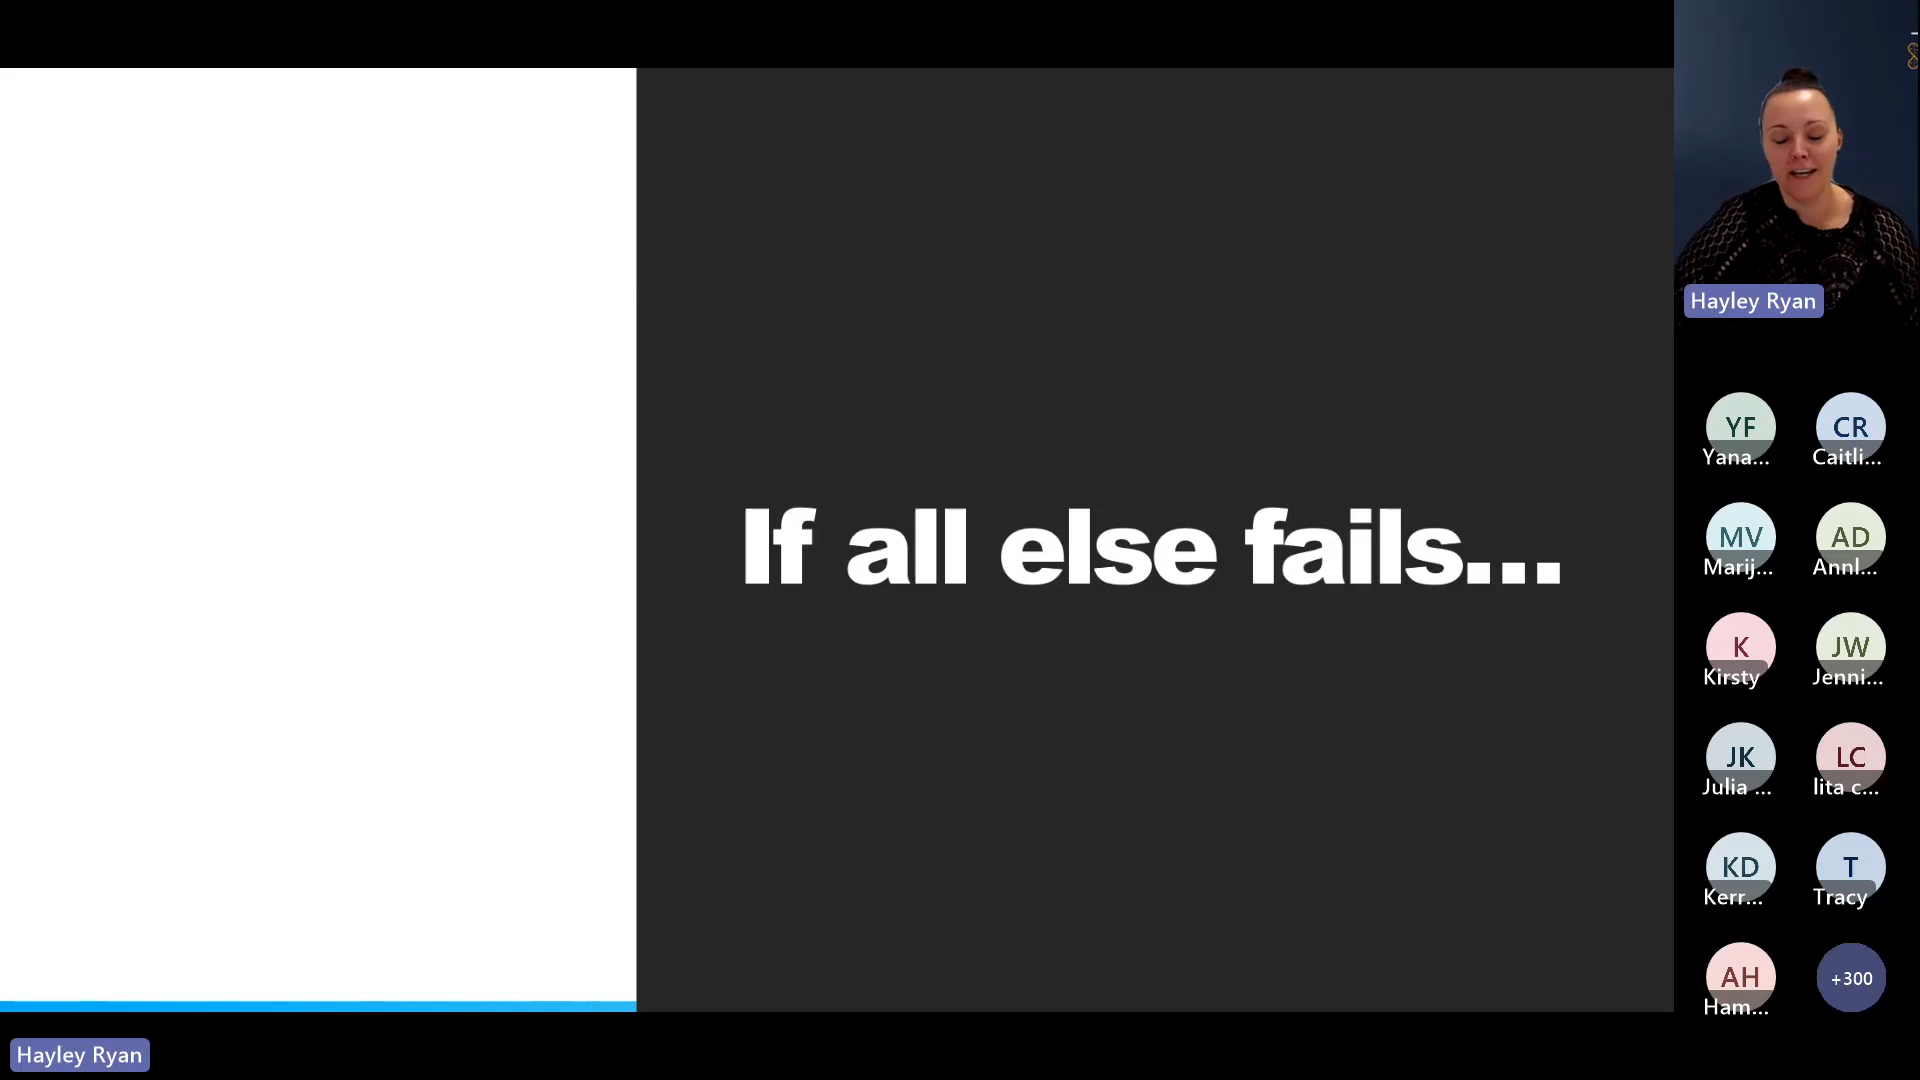 If all else fails...
Hayley Ryan
YF
Yana...
CR
Caitli...
MV
Marij...
AD
Annl...
K
Kirsty
JW
Jenni...
JK
Julia ...
LC
lita c...
KD
Kerr...
T
Tracy
AH
Ham...
+300
Hayley Ryan